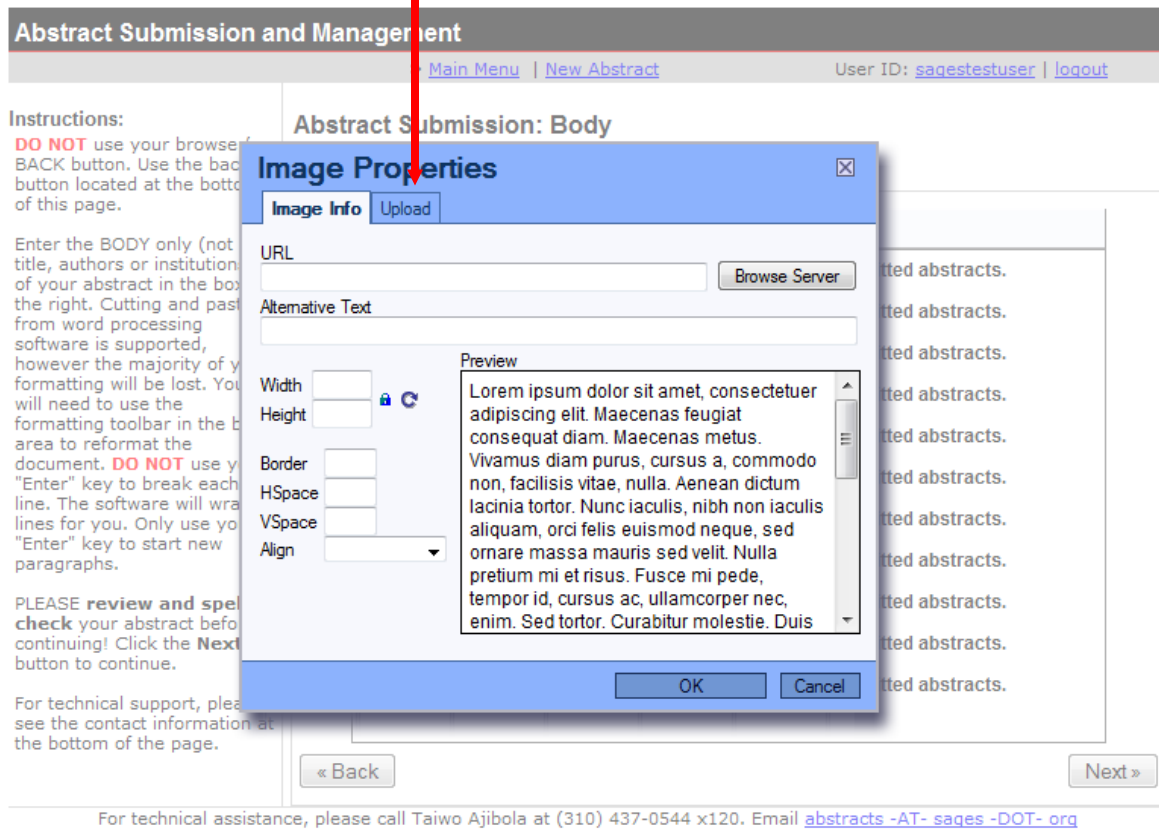 Abstract Submission and Management
Main Menu | New Abstract
User ID: sagestestuser | logout
Instructions:
DO NOT use your browser
BACK button. Use the bac
button located at the botto
of this page.
Enter the BODY only (not
title, authors or institution
of your abstract in the box
the right. Cutting and past
from word processing
software is supported,
however the majority of y
formatting will be lost. You
will need to use the
formatting toolbar in the b
area to reformat the
document. DO NOT use y
"Enter" key to break each
line. The software will wra
lines for you. Only use yo
"Enter" key to start new
paragraphs.
PLEASE review and spel
check your abstract befo
continuing! Click the Next
button to continue.
For technical support, plea
see the contact information at
the bottom of the page.
Abstract Submission: Body
Image Properties
Image Info
Upload
URL
Browse Server
Alternative Text
Width
Height
Border
HSpace
VSpace
Align
Preview
Lorem ipsum dolor sit amet, consectetuer
adipiscing elit. Maecenas feugiat
consequat diam. Maecenas metus.
Vivamus diam purus, cursus a, commodo
non, facilisis vitae, nulla. Aenean dictum
lacinia tortor. Nunc iaculis, nibh non iaculis
aliquam, orci felis euismod neque, sed
ornare massa mauris sed velit. Nulla
pretium mi et risus. Fusce mi pede,
tempor id, cursus ac, ullamcorper nec,
enim. Sed tortor. Curabitur molestie. Duis
OK
Cancel
tted abstracts.
tted abstracts.
tted abstracts.
tted abstracts.
tted abstracts.
tted abstracts.
tted abstracts.
tted abstracts.
tted abstracts.
tted abstracts.
tted abstracts.
« Back
Next »
For technical assistance, please call Taiwo Ajibola at (310) 437-0544 x120. Email abstracts -AT- sages -DOT- org